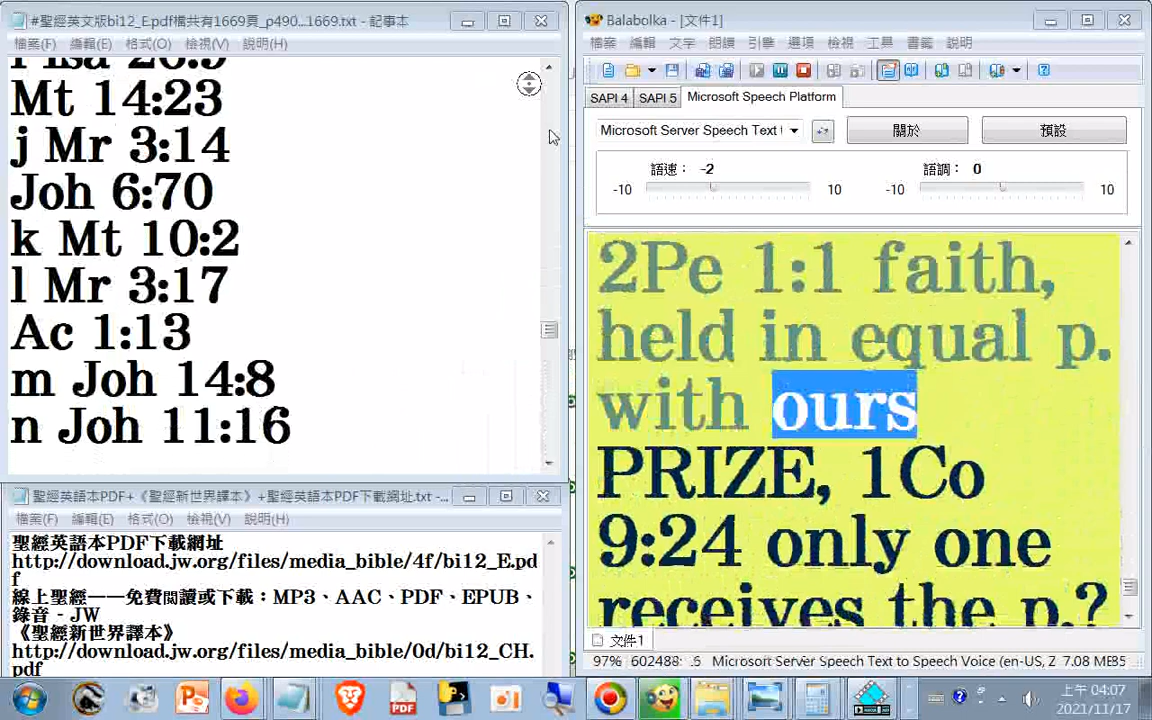 #聖經英文版bi12_E.pdf檔共有1669頁_p490...1669.txt - 記事本
檔案(F) 編輯(E) 格式(O) 檢視(V) 說明(H)
Mt 14:23
j Mr 3:14
Joh 6:70
k Mt 10:2
l Mr 3:17
Ac 1:13
m Joh 14:8
n Joh 11:16
聖經英語本PDF+《聖經新世界譯本》+聖經英語本PDF下載網址.txt -...
檔案(F) 編輯(E) 格式(O) 檢視(V) 說明(H)
聖經英語本PDF下載網址
http://download.jw.org/files/media_bible/4f/bi12_E.pd
f
線上聖經——免費閱讀或下載：MP3、AAC、PDF、EPUB、
錄音 - JW
《聖經新世界譯本》
http://download.jw.org/files/media_bible/0d/bi12_CH.
pdf
Balabolka - [文件1]
檔案 編輯 文字 朗讀 引擎 選項 檢視 工具 書籤 說明
SAPI 4 SAPI 5 Microsoft Speech Platform
Microsoft Server Speech Text 關於 預設
語速： -2 語調： 0
-10 10 -10 10
2Pe 1:1 faith,
held in equal p.
with ours
PRIZE, 1Co
9:24 only one
receives the p.?
文件1
97% Microsoft Server Speech Text to Speech Voice (en-US, Z 7.08 MB
上午 04:07
2021/11/17